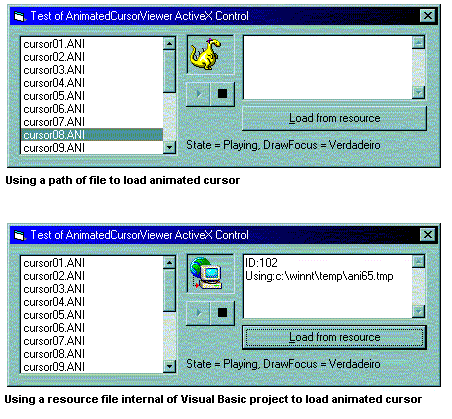 Test of AnimatedCursorViewer ActiveX Control
cursor01.ANI
cursor02.ANI
cursor03.ANI
cursor04.ANI
cursor05.ANI
cursor06.ANI
cursor07.ANI
cursor08.ANI
cursor09.ANI
Load from resource
State = Playing, DrawFocus = Verdadeiro
Using a path of file to load animated cursor
Test of AnimatedCursorViewer ActiveX Control
cursor01.ANI
cursor02.ANI
cursor03.ANI
cursor04.ANI
cursor05.ANI
cursor06.ANI
cursor07.ANI
cursor08.ANI
cursor09.ANI
ID:102
Using:c:\winnt\temp\ani65.tmp
Load from resource
State = Playing, DrawFocus = Verdadeiro
Using a resource file internal of Visual Basic project to load animated cursor